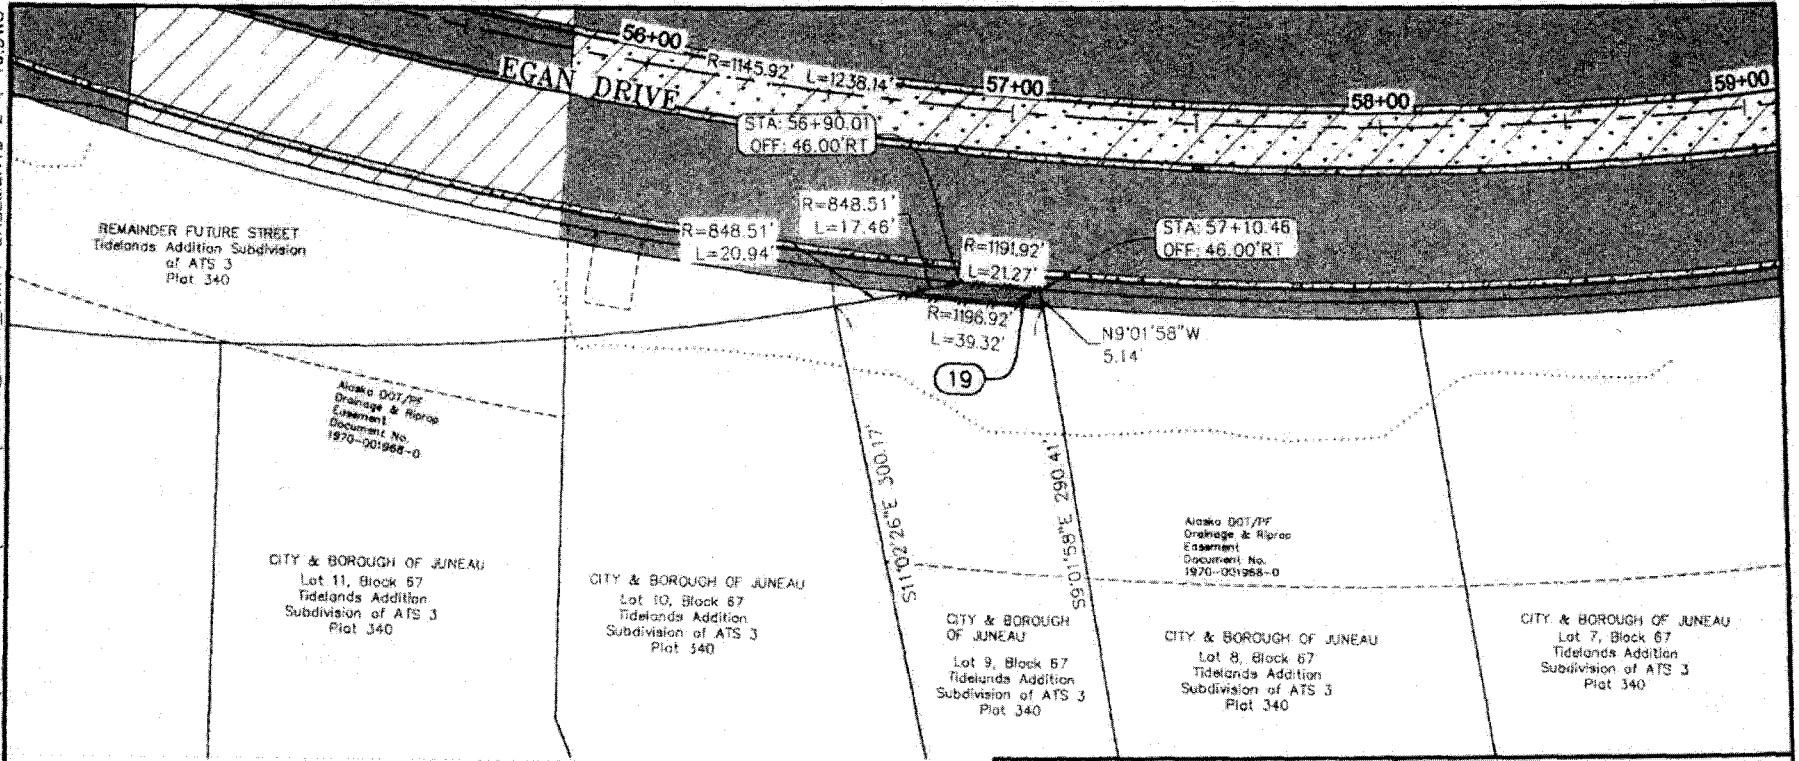 56+00
R=1145.92' L=1238.14'
57+00
58+00
59+00
EGAN DRIVE
STA: 56+90.01
OFF: 46.00'RT
R=848.51'
L=17.46'
R=848.51'
L=20.94'
R=1191.92'
L=21.27'
STA: 57+10.46
OFF: 46.00'RT
REMAINDER FUTURE STREET
Tidelands Addition Subdivision
of ATS 3
Plat 340
R=1196.92'
L=39.32'
N9°01'58"W
5.14'
19
Alaska DOT/PF
Drainage & Riprap
Easement
Document No.
1970-001968-0
S11°02'26"E 300.17'
S9°01'58"E 290.41'
Alaska DOT/PF
Drainage & Riprap
Easement
Document No.
1970-001968-0
CITY & BOROUGH OF JUNEAU
Lot 11, Block 67
Tidelands Addition
Subdivision of ATS 3
Plat 340
CITY & BOROUGH OF JUNEAU
Lot 10, Block 67
Tidelands Addition
Subdivision of ATS 3
Plat 340
CITY & BOROUGH
OF JUNEAU
Lot 9, Block 67
Tidelands Addition
Subdivision of ATS 3
Plat 340
CITY & BOROUGH OF JUNEAU
Lot 8, Block 67
Tidelands Addition
Subdivision of ATS 3
Plat 340
CITY & BOROUGH OF JUNEAU
Lot 7, Block 67
Tidelands Addition
Subdivision of ATS 3
Plat 340